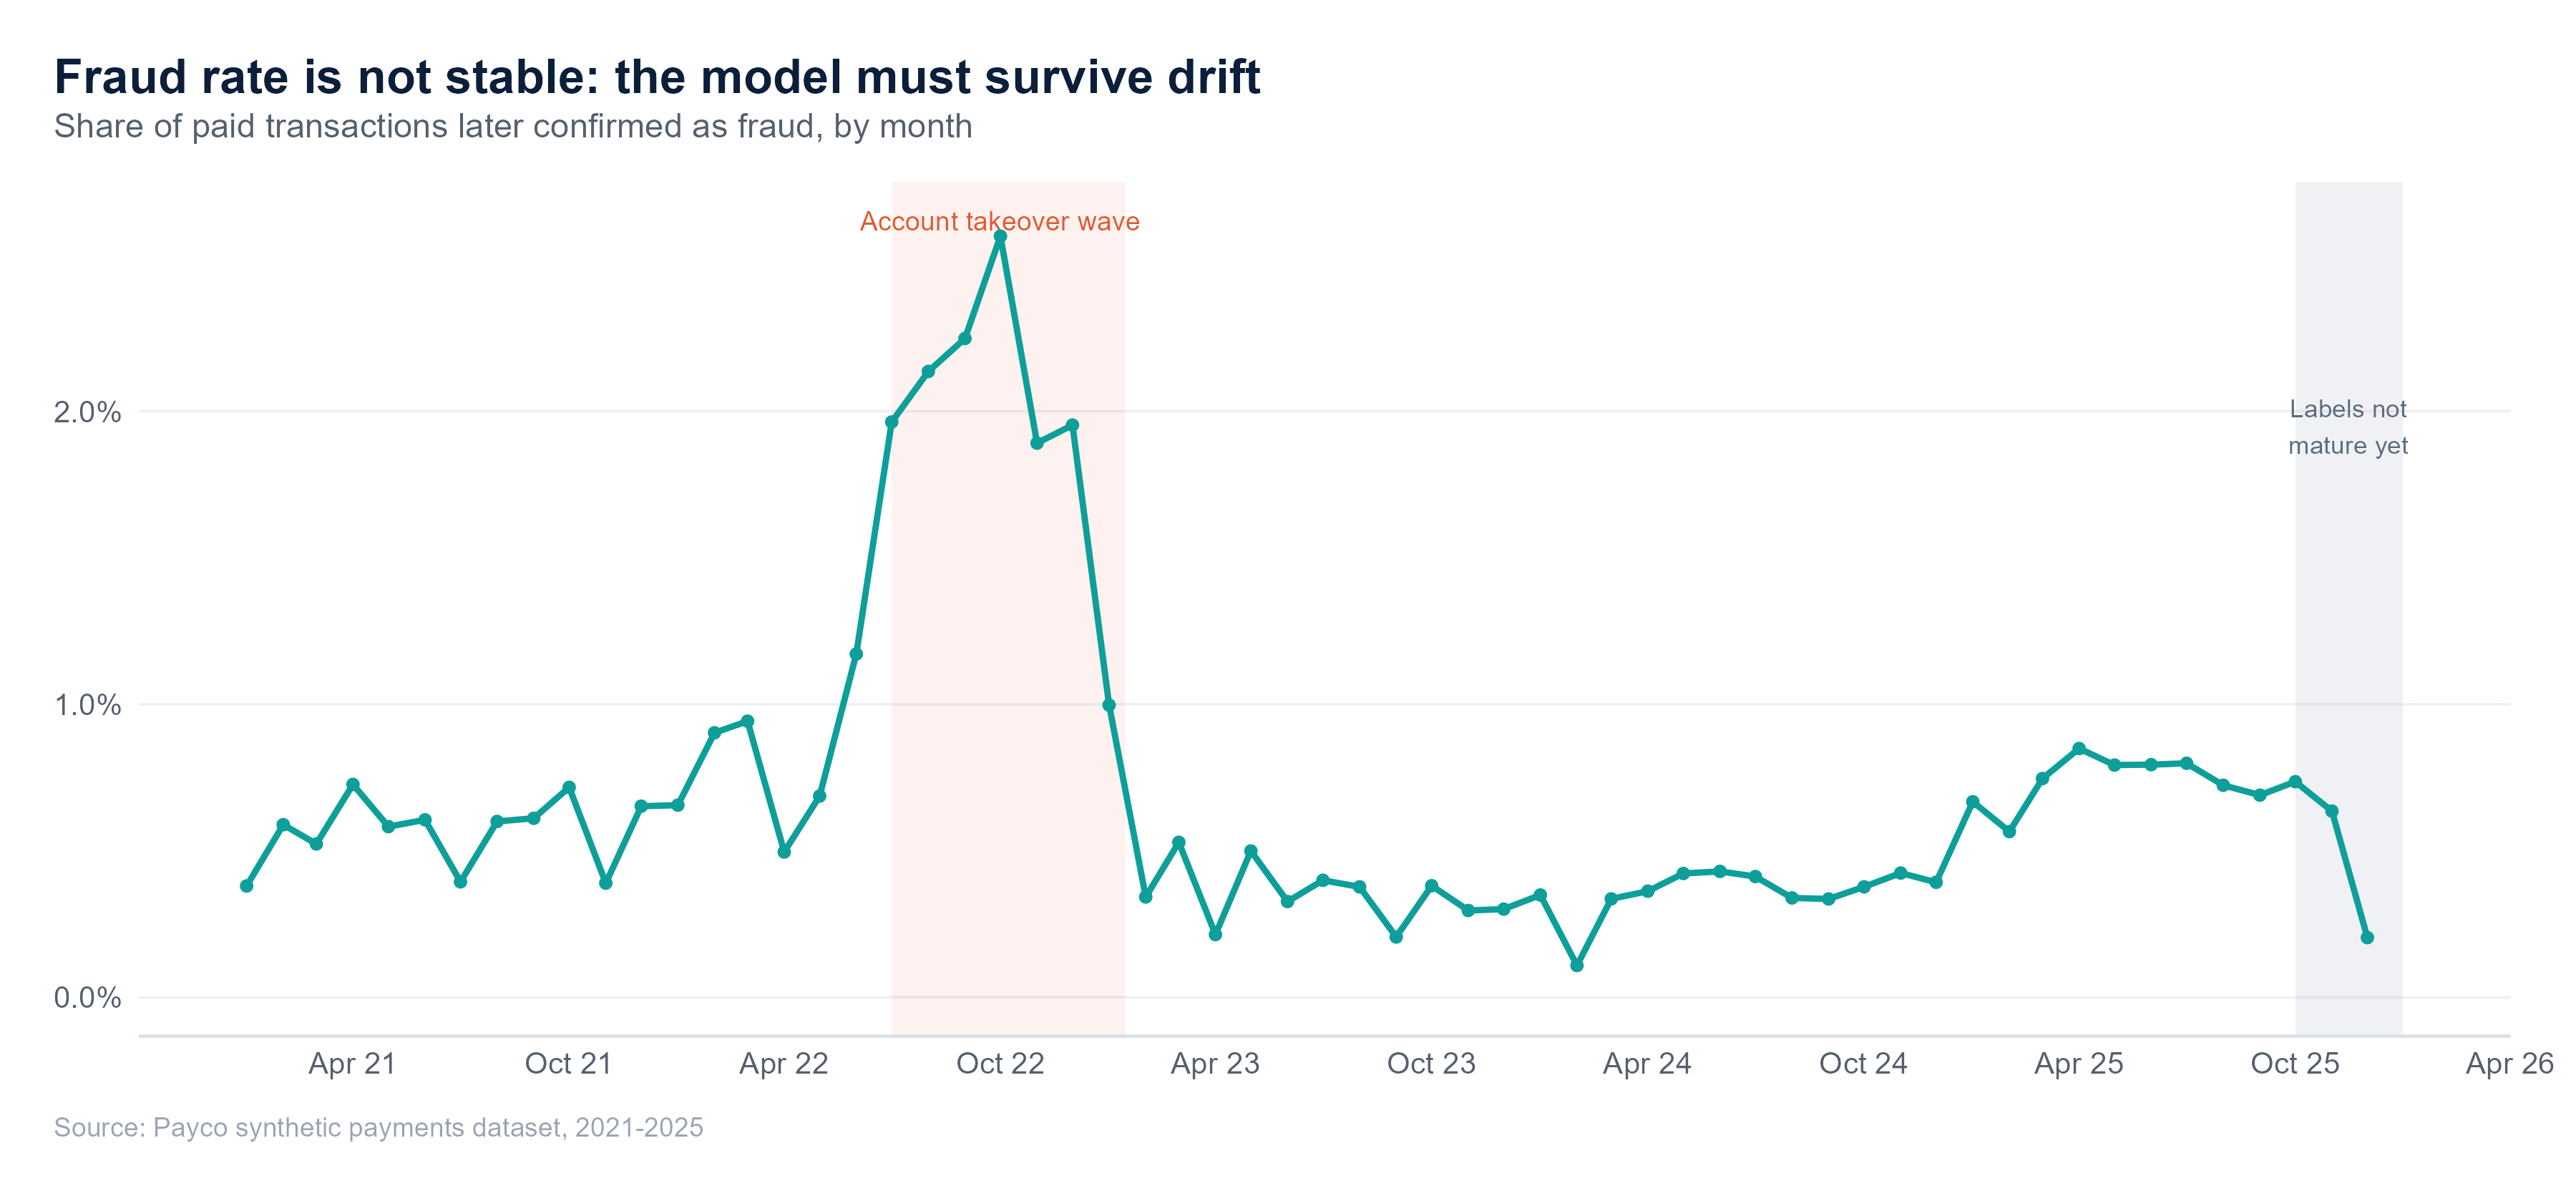 Fraud rate is not stable: the model must survive drift
Share of paid transactions later confirmed as fraud, by month
Account takeover wave
2.0%
Labels not
mature yet
1.0%
0.0%
Apr 21
Oct 21
Apr 22
Oct 22
Apr 23
Oct 23
Apr 24
Oct 24
Apr 25
Oct 25
Apr 26
Source: Payco synthetic payments dataset, 2021-2025